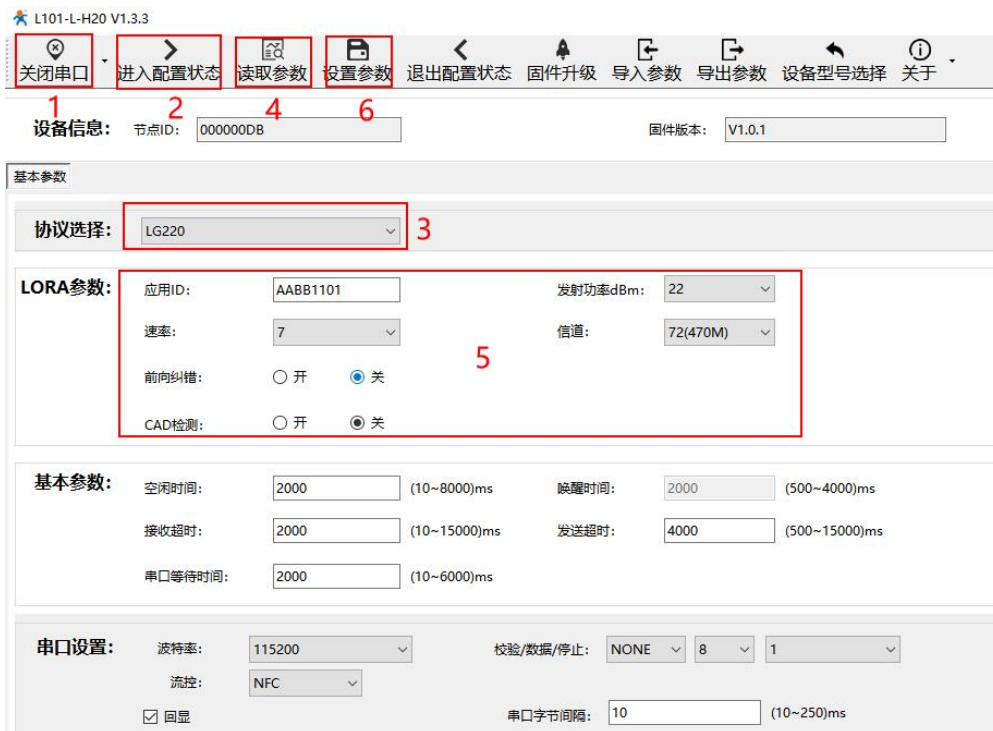 L101-L-H20 V1.3.3
关闭串口 进入配置状态 读取参数 设置参数 退出配置状态 固件升级 导入参数 导出参数 设备型号选择 关于
1 2 4 6
设备信息: 节点ID: 000000DB 固件版本: V1.0.1
基本参数
协议选择: LG220 3
LORA参数: 应用ID: AABB1101 发射功率dBm: 22
速率: 7 信道: 72(470M)
5
前向纠错: 开 关
CAD检测: 开 关
基本参数: 空闲时间: 2000 (10~8000)ms 唤醒时间: 2000 (500~4000)ms
接收超时: 2000 (10~15000)ms 发送超时: 4000 (500~15000)ms
串口等待时间: 2000 (10~6000)ms
串口设置: 波特率: 115200 校验/数据/停止: NONE 8 1
流控: NFC
回显 串口字节间隔: 10 (10~250)ms